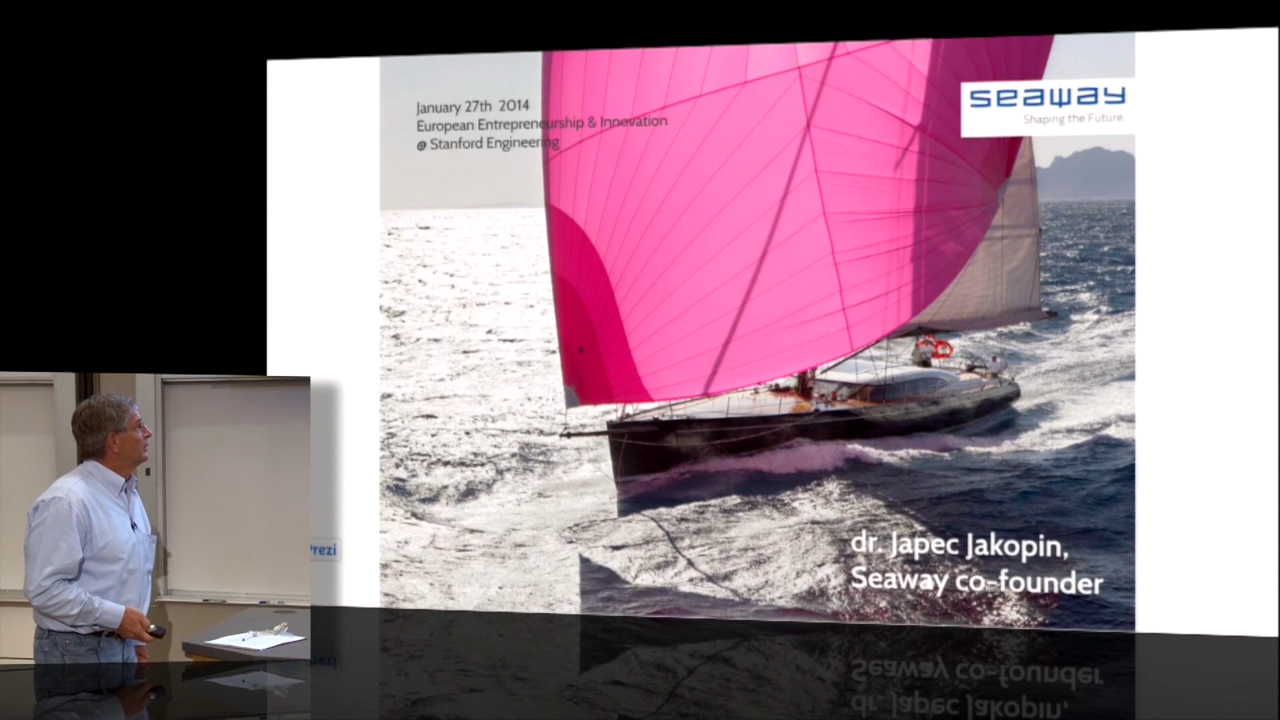 January 27th 2014
European Entrepreneurship & Innovation
@ Stanford Engineering
seaway
Shaping the Future.
Prezi
dr. Japec Jakopin,
Seaway co-founder